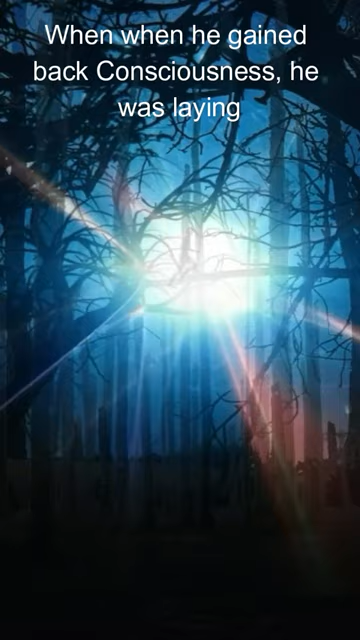 When when he gained
back Consciousness, he
was laying